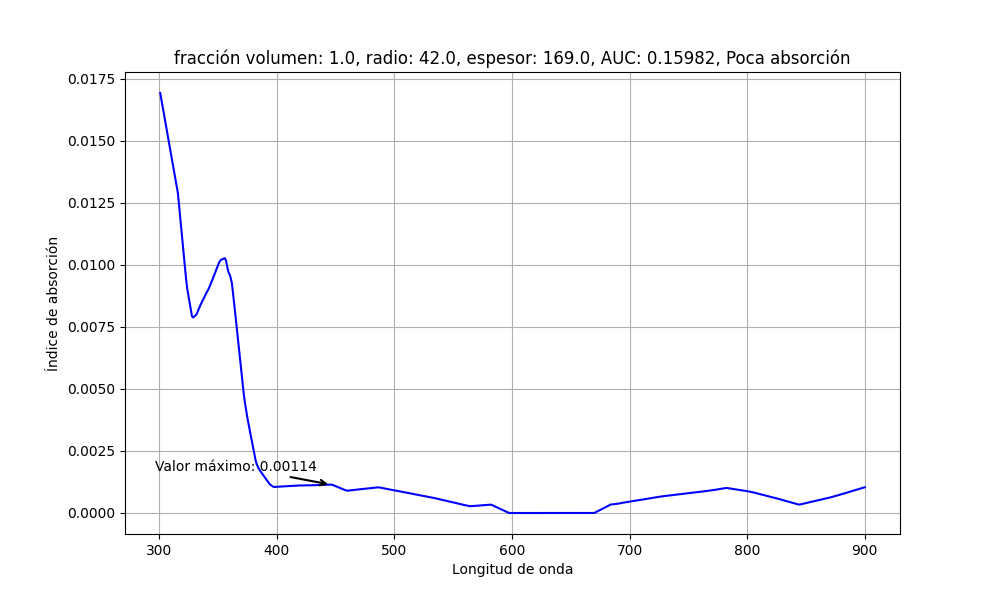 fracción volumen: 1.0, radio: 42.0, espesor: 169.0, AUC: 0.15982, Poca absorción
0.0175
0.0150
0.0125
0.0100
0.0075
0.0050
0.0025
0.0000
Índice de absorción
Valor máximo: 0.00114
300 400 500 600 700 800 900
Longitud de onda